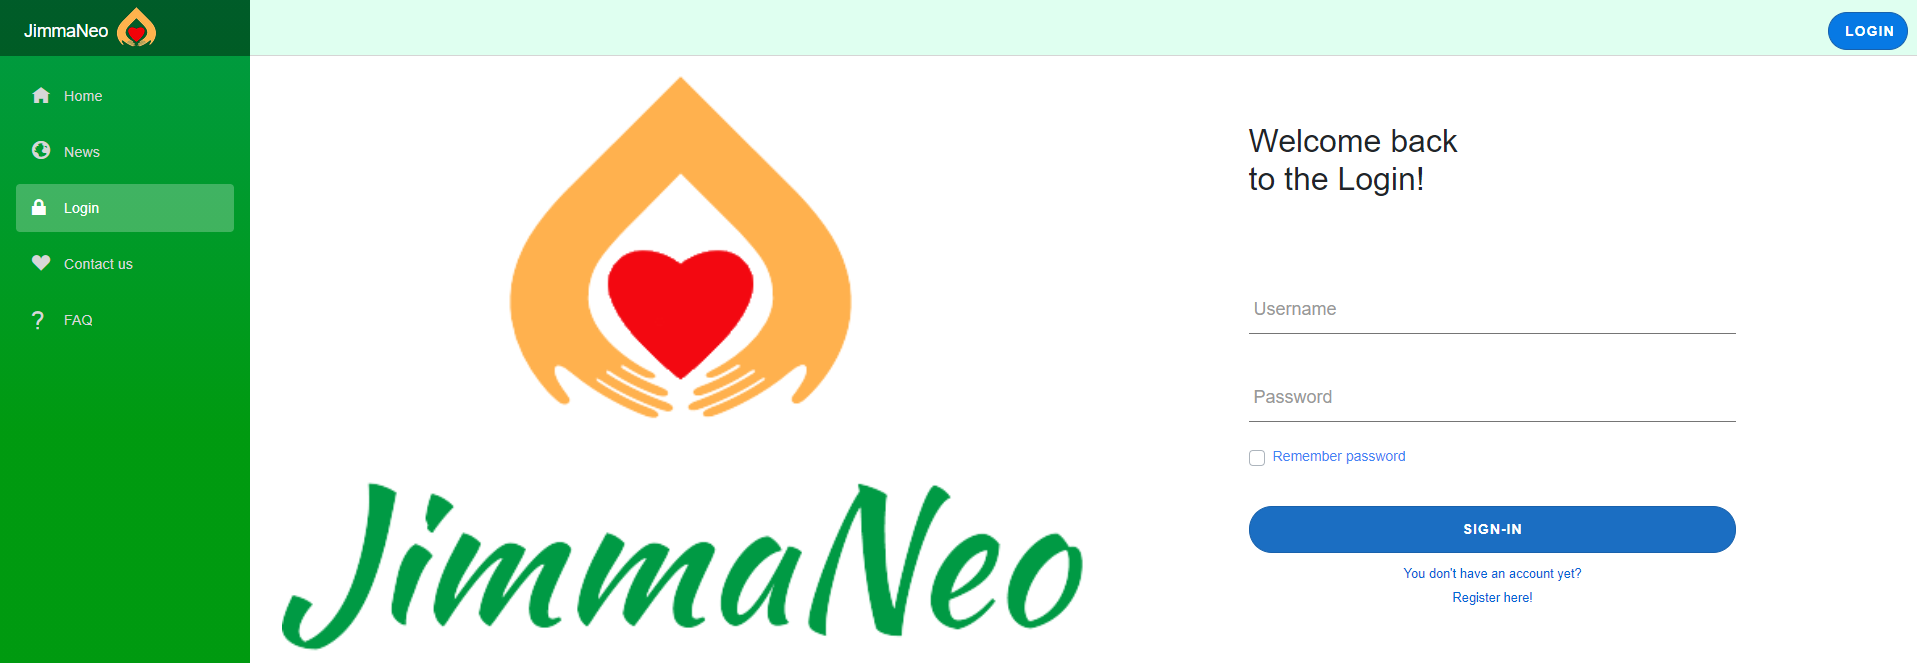 JimmaNeo
LOGIN
Home
News
Login
Contact us
FAQ
JimmaNeo
Welcome back
to the Login!
Username
Password
Remember password
SIGN-IN
You don't have an account yet?
Register here!